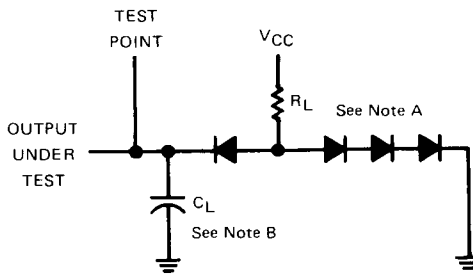 TEST
POINT
VCC
RL
See Note A
OUTPUT
UNDER
TEST
CL
See Note B